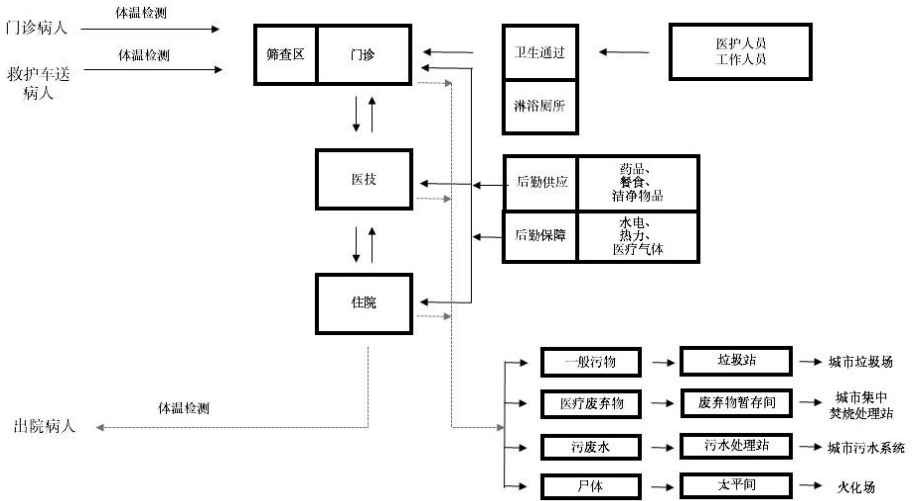 门诊病人
体温检测
救护车送
病人
体温检测
筛查区
门诊
卫生通过
淋浴厕所
医护人员
工作人员
医技
后勤供应
药品、
餐食、
洁净物品
后勤保障
水电、
热力、
医疗气体
住院
出院病人
体温检测
一般污物
垃圾站
城市垃圾场
医疗废弃物
废弃物暂存间
城市集中
焚烧处理站
污废水
污水处理站
城市污水系统
尸体
太平间
火化场